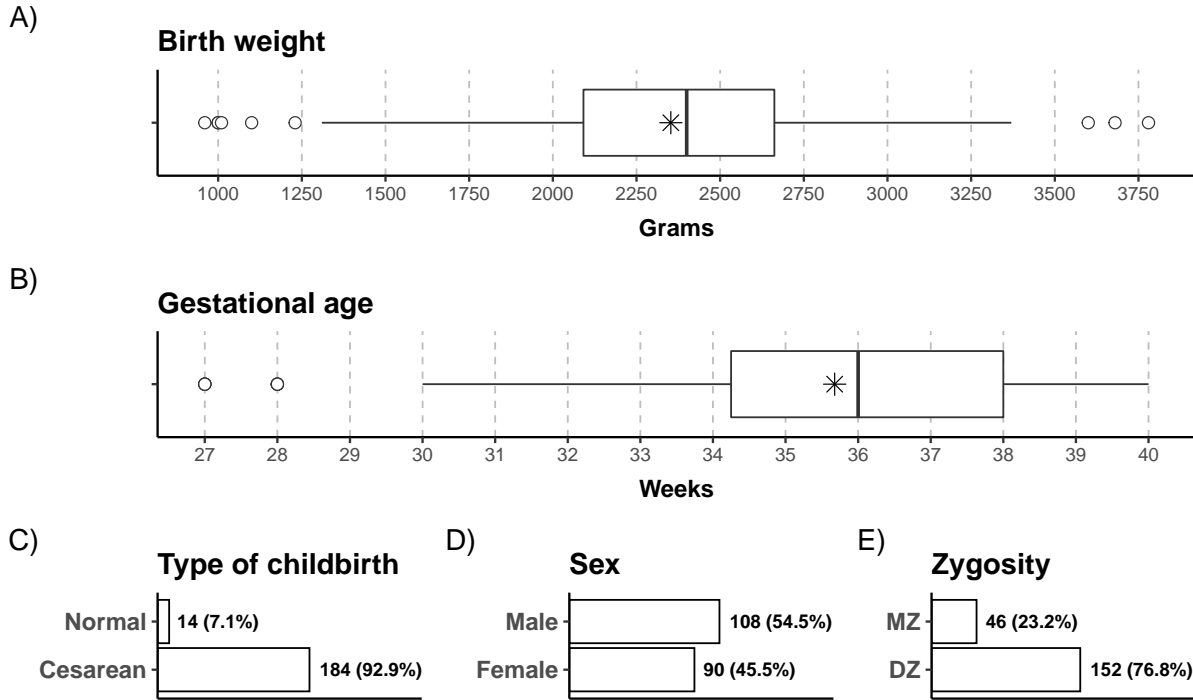 A)
Birth weight
1000 1250 1500 1750 2000 2250 2500 2750 3000 3250 3500 3750
Grams
B)
Gestational age
27 28 29 30 31 32 33 34 35 36 37 38 39 40
Weeks
C)
Type of childbirth
Normal 14 (7.1%)
Cesarean 184 (92.9%)
D)
Sex
Male 108 (54.5%)
Female 90 (45.5%)
E)
Zygosity
MZ 46 (23.2%)
DZ 152 (76.8%)